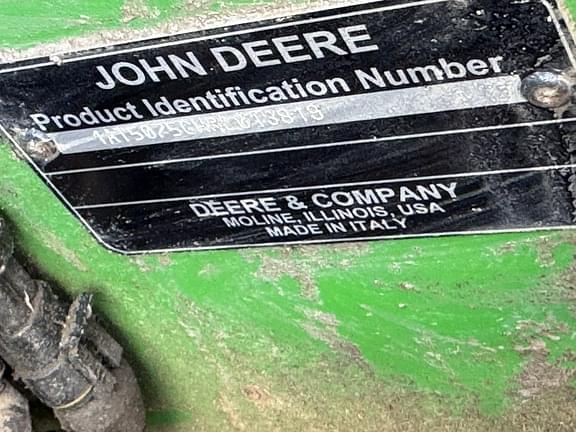 JOHN DEERE
Product Identification Number
DEERE & COMPANY
MOLINE, ILLINOIS, USA
MADE IN ITALY